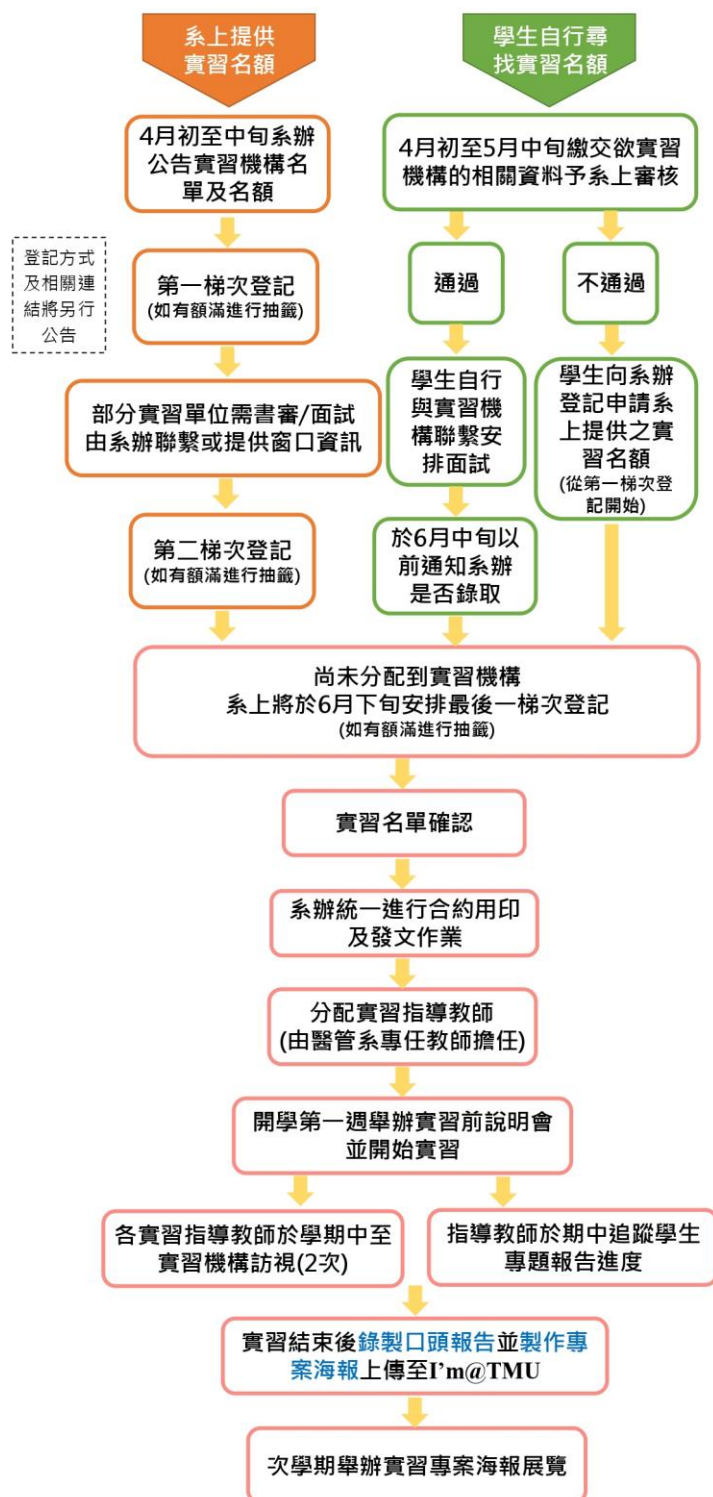 系上提供
實習名額
學生自行尋
找實習名額
4月初至中旬系辦
公告實習機構名
單及名額
4月初至5月中旬繳交欲實習
機構的相關資料予系上審核
登記方式
及相關連
結將另行
公告
第一梯次登記
(如有額滿進行抽籤)
通過
不通過
部分實習單位需書審/面試
由系辦聯繫或提供窗口資訊
學生自行
與實習機
構聯繫安
排面試
學生向系辦
登記申請系
上提供之實
習名額
(從第一梯次登
記開始)
第二梯次登記
(如有額滿進行抽籤)
於6月中旬以
前通知系辦
是否錄取
尚未分配到實習機構
系上將於6月下旬安排最後一梯次登記
(如有額滿進行抽籤)
實習名單確認
系辦統一進行合約用印
及發文作業
分配實習指導教師
(由醫管系專任教師擔任)
開學第一週舉辦實習前說明會
並開始實習
各實習指導教師於學期中至
實習機構訪視(2次)
指導教師於期中追蹤學生
專題報告進度
實習結束後錄製口頭報告並製作專
案海報上傳至I'm@TMU
次學期舉辦實習專案海報展覽